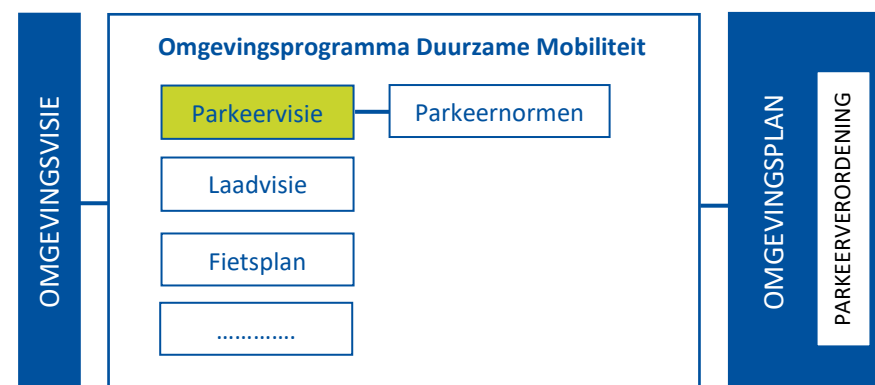 OMGEVINGSVISIE
Omgevingsprogramma Duurzame Mobiliteit
Parkeervisie
Parkeernormen
Laadvisie
Fietsplan
………….
OMGEVINGSPLAN
PARKEERVERORDENING